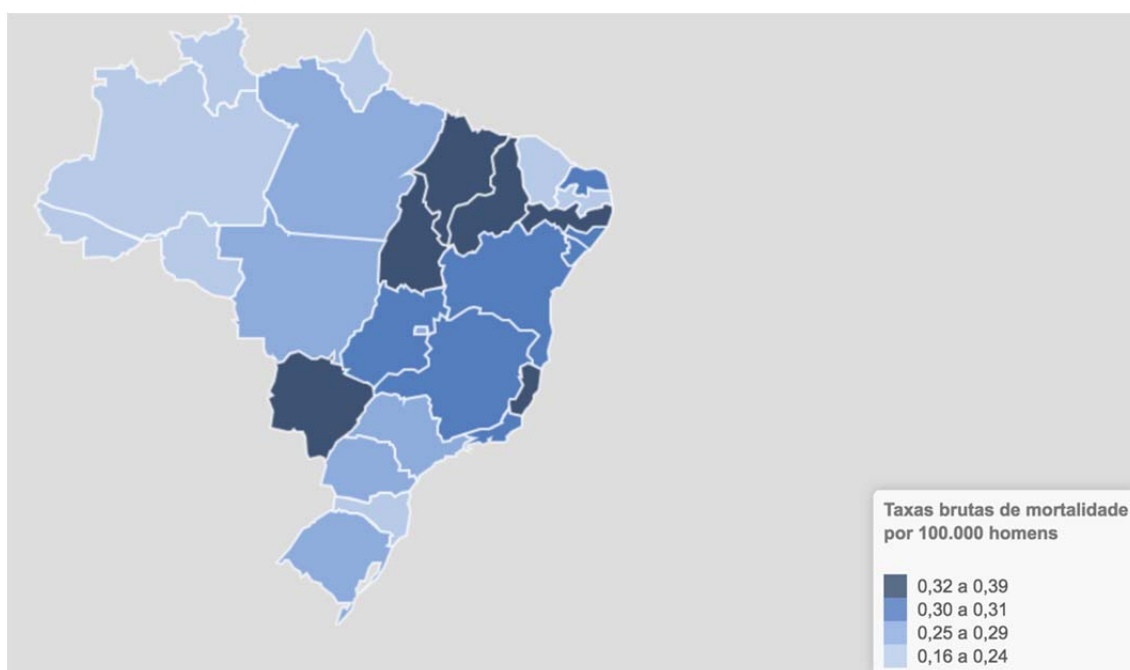 Taxas brutas de mortalidade
por 100.000 homens
0,32 a 0,39
0,30 a 0,31
0,25 a 0,29
0,16 a 0,24